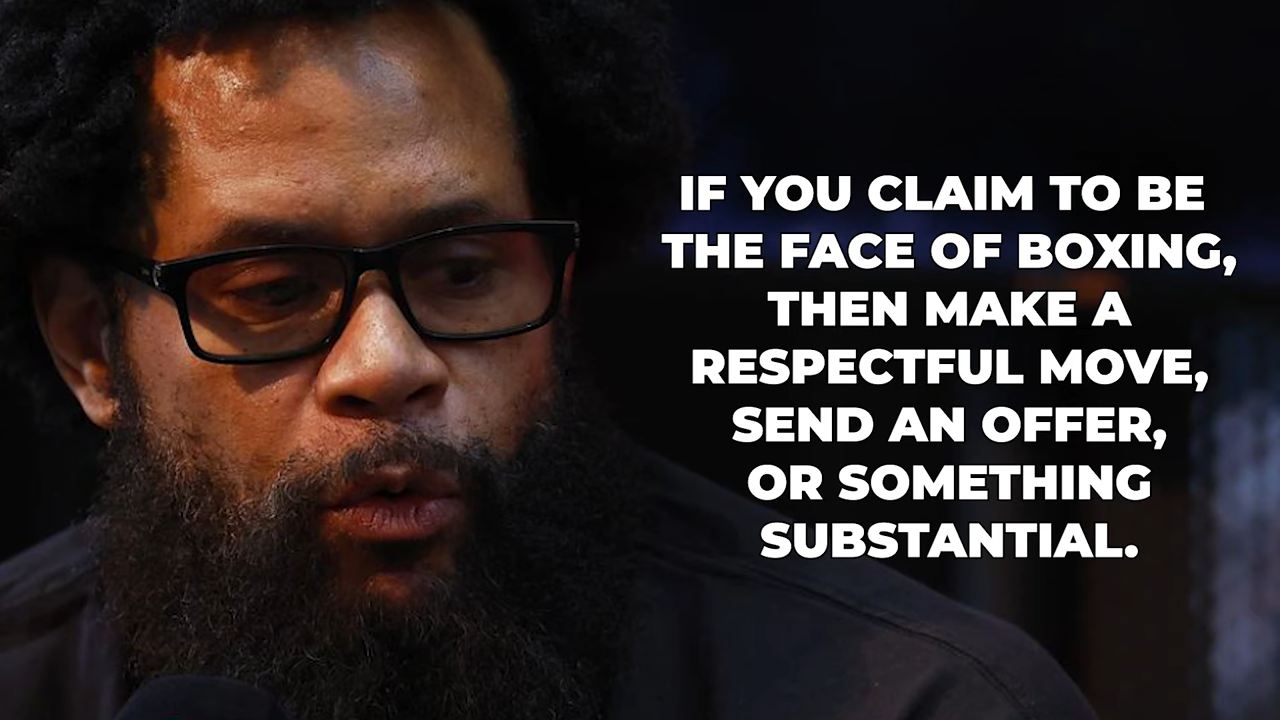 IF YOU CLAIM TO BE
THE FACE OF BOXING,
THEN MAKE A
RESPECTFUL MOVE,
SEND AN OFFER,
OR SOMETHING
SUBSTANTIAL.